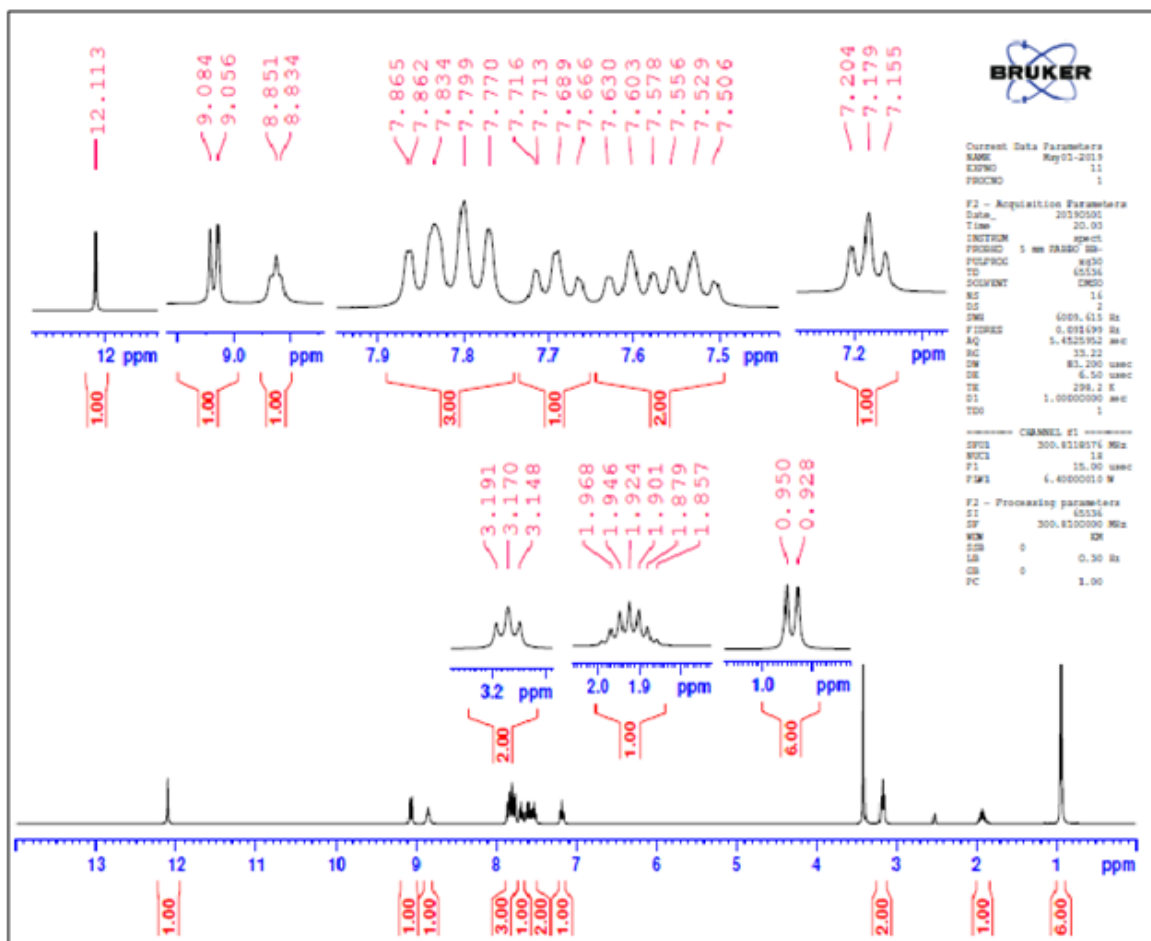 12.113
9.084
9.056
8.851
8.834
7.865
7.862
7.834
7.799
7.770
7.716
7.713
7.689
7.666
7.630
7.603
7.578
7.556
7.529
7.506
7.204
7.179
7.155
BRUKER
Current Data Parameters
NAME
EXPNO 11
PROCNO 1
F2 - Acquisition Parameters
Date_
Time 20.03
INSTRUM spect
PROBHD 5 mm PABBO BB-
PULPROG zg30
TD 65536
SOLVENT DMSO
NS 16
DS 2
SWH 6009.615 Hz
FIDRES 0.091699 Hz
AQ 5.4525952 sec
RG 33.22
DW 83.200 usec
DE 6.50 usec
TE 298.2 K
D1 1.00000000 sec
TD0 1
CHANNEL f1
SFO1 MHz
NUC1
P1 15.00 usec
PLW1 W
F2 - Processing parameters
SI 65536
SF MHz
WDW EM
SSB 0
LB 0.30 Hz
GB 0
PC 1.00
12 ppm
9.0 ppm
7.9 7.8 7.7 7.6 7.5 ppm
7.2 ppm
1.00
1.00
1.00
3.00
1.00
2.00
1.00
3.191
3.170
3.148
1.968
1.946
1.924
1.901
1.879
1.857
0.950
0.928
3.2 ppm
2.0 1.9 ppm
1.0 ppm
2.00
1.00
6.00
13 12 11 10 9 8 7 6 5 4 3 2 1 ppm
1.00
1.00
1.00
3.00
1.00
2.00
1.00
2.00
1.00
6.00